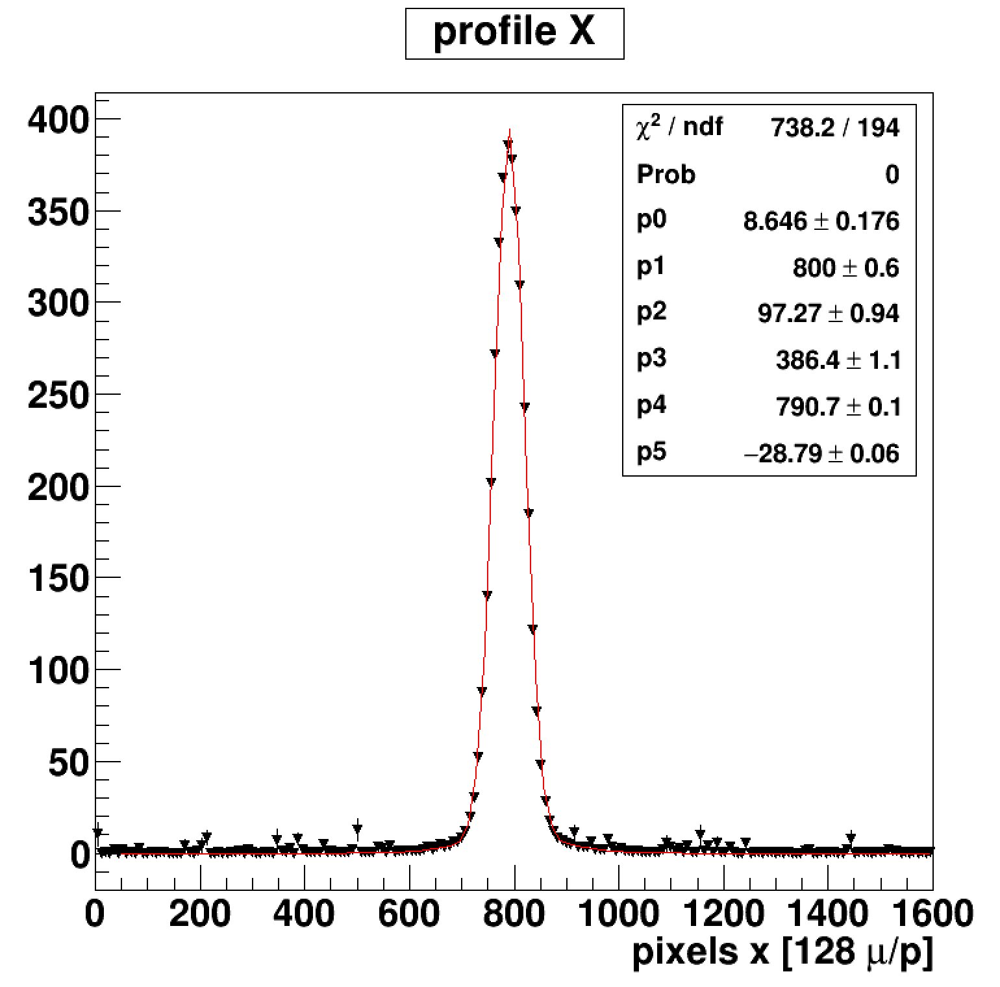 profile X
400
350
300
250
200
150
100
50
0
χ² / ndf 738.2 / 194
Prob 0
p0 8.646 ± 0.176
p1 800 ± 0.6
p2 97.27 ± 0.94
p3 386.4 ± 1.1
p4 790.7 ± 0.1
p5 −28.79 ± 0.06
0 200 400 600 800 1000 1200 1400 1600
pixels x [128 μ/p]